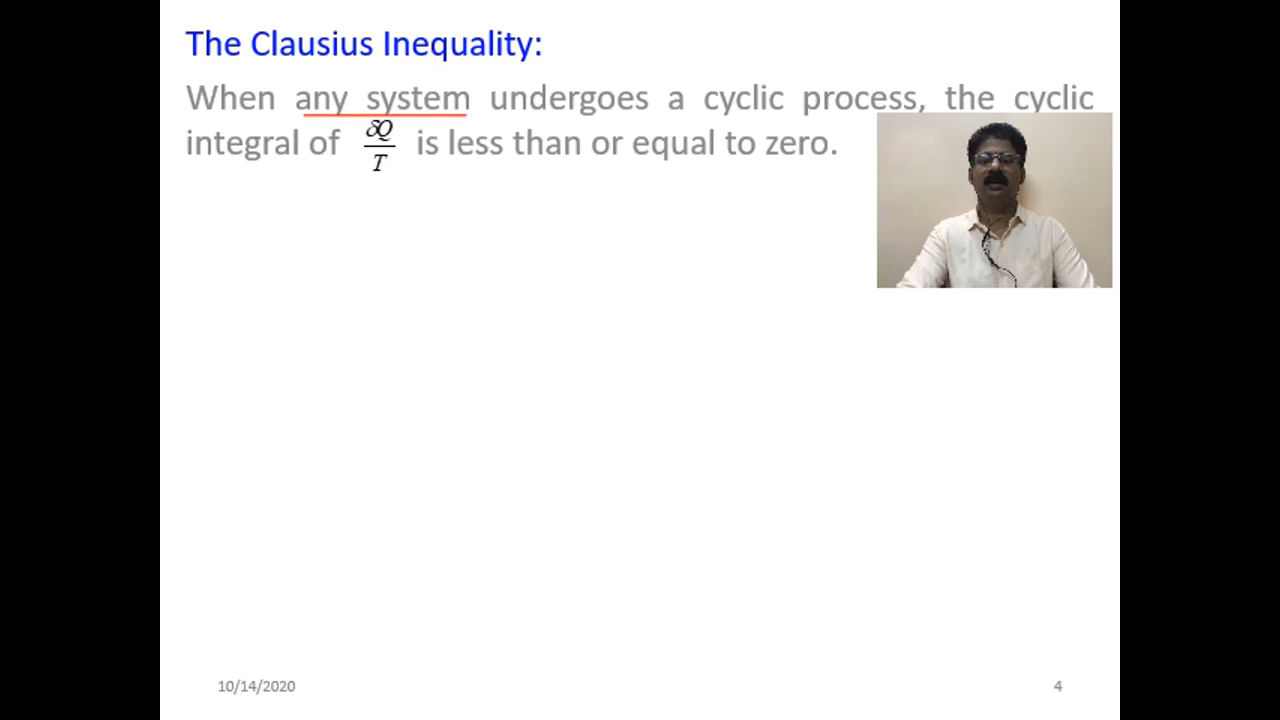 The Clausius Inequality:
When any system undergoes a cyclic process, the cyclic
integral of δQ/T is less than or equal to zero.
10/14/2020
4